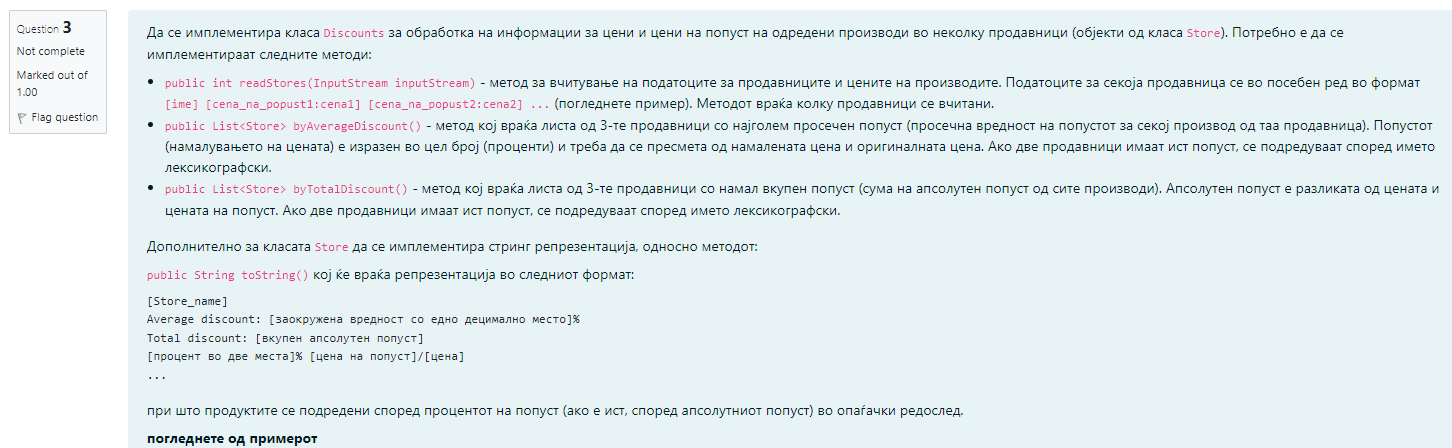 Question 3
Not complete
Marked out of
1.00
Flag question
Да се имплементира класа Discounts за обработка на информации за цени и цени на попуст на одредени производи во неколку продавници (објекти од класа Store). Потребно е да се
имплементираат следните методи:
• public int readStores(InputStream inputStream) - метод за вчитување на податоците за продавниците и цените на производите. Податоците за секоја продавница се во посебен ред во формат
[ime] [cena_na_popust1:cena1] [cena_na_popust2:cena2] ... (погледнете пример). Методот враќа колку продавници се вчитани.
• public List<Store> byAverageDiscount() - метод кој враќа листа од 3-те продавници со најголем просечен попуст (просечна вредност на попустот за секој производ од таа продавница). Попустот
(намалувањето на цената) е изразен во цел број (проценти) и треба да се пресмета од намалената цена и оригиналната цена. Ако две продавници имаат ист попуст, се подредуваат според името
лексикографски.
• public List<Store> byTotalDiscount() - метод кој враќа листа од 3-те продавници со намал вкупен попуст (сума на апсолутен попуст од сите производи). Апсолутен попуст е разликата од цената и
цената на попуст. Ако две продавници имаат ист попуст, се подредуваат според името лексикографски.
Дополнително за класата Store да се имплементира стринг репрезентација, односно методот:
public String toString() кој ќе враќа репрезентација во следниот формат:
[Store_name]
Average discount: [заокружена вредност со едно децимално место]%
Total discount: [вкупен апсолутен попуст]
[процент во две места]% [цена на попуст]/[цена]
...
при што продуктите се подредени според процентот на попуст (ако е ист, според апсолутниот попуст) во опаѓачки редослед.
погледнете од примерот